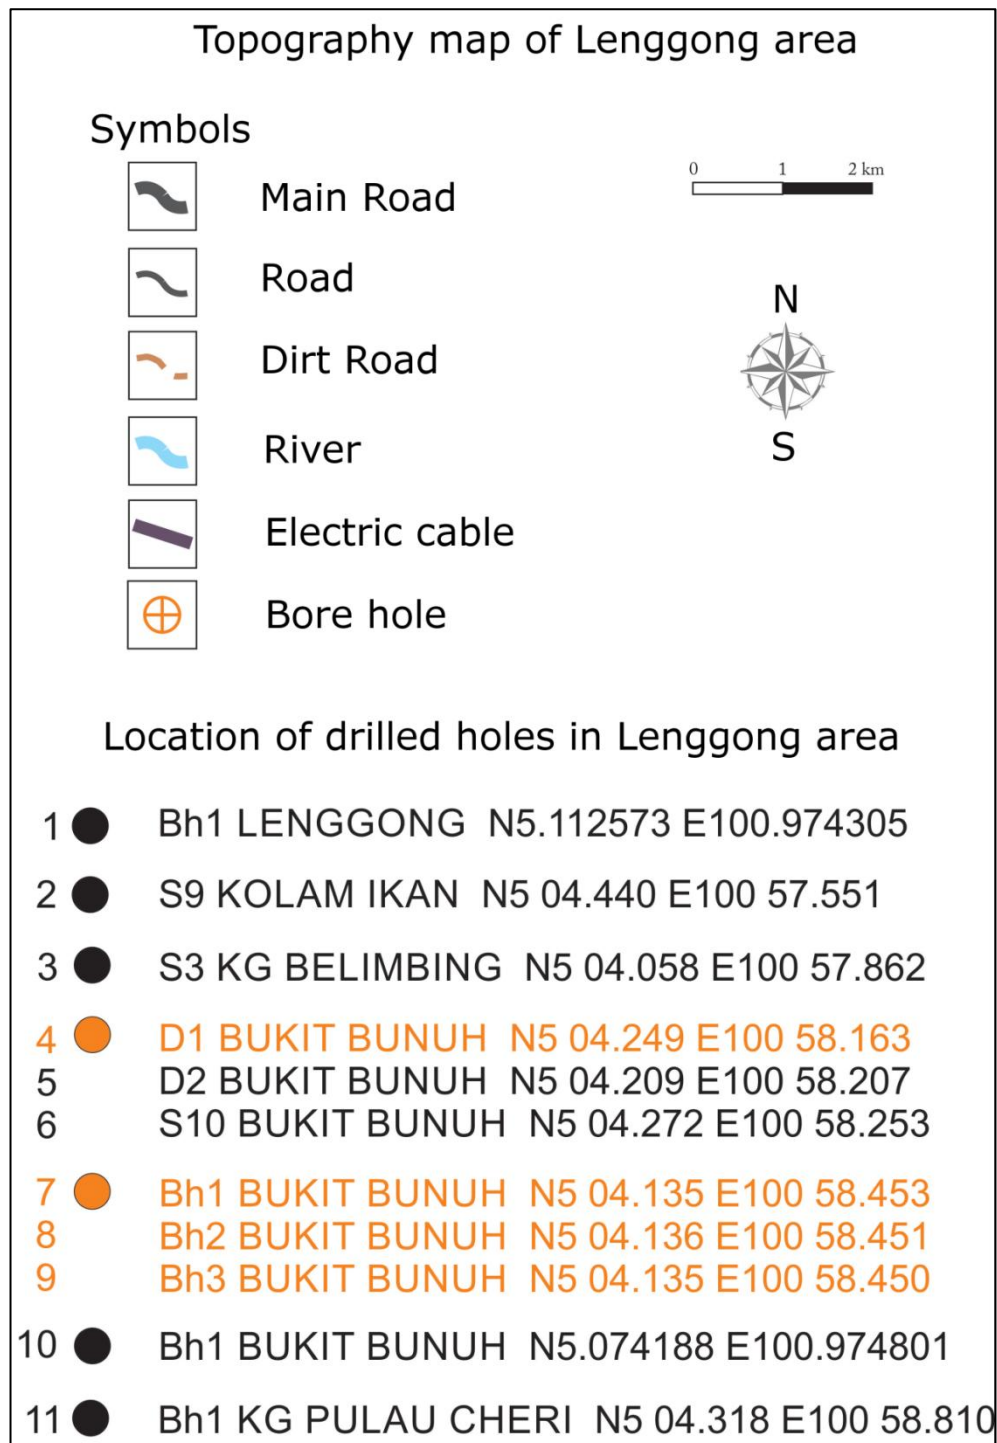 Topography map of Lenggong area
Symbols
0 1 2 km
Main Road
Road
N
Dirt Road
S
River
Electric cable
Bore hole
Location of drilled holes in Lenggong area
1 Bh1 LENGGONG N5.112573 E100.974305
2 S9 KOLAM IKAN N5 04.440 E100 57.551
3 S3 KG BELIMBING N5 04.058 E100 57.862
4 D1 BUKIT BUNUH N5 04.249 E100 58.163
5 D2 BUKIT BUNUH N5 04.209 E100 58.207
6 S10 BUKIT BUNUH N5 04.272 E100 58.253
7 Bh1 BUKIT BUNUH N5 04.135 E100 58.453
8 Bh2 BUKIT BUNUH N5 04.136 E100 58.451
9 Bh3 BUKIT BUNUH N5 04.135 E100 58.450
10 Bh1 BUKIT BUNUH N5.074188 E100.974801
11 Bh1 KG PULAU CHERI N5 04.318 E100 58.810